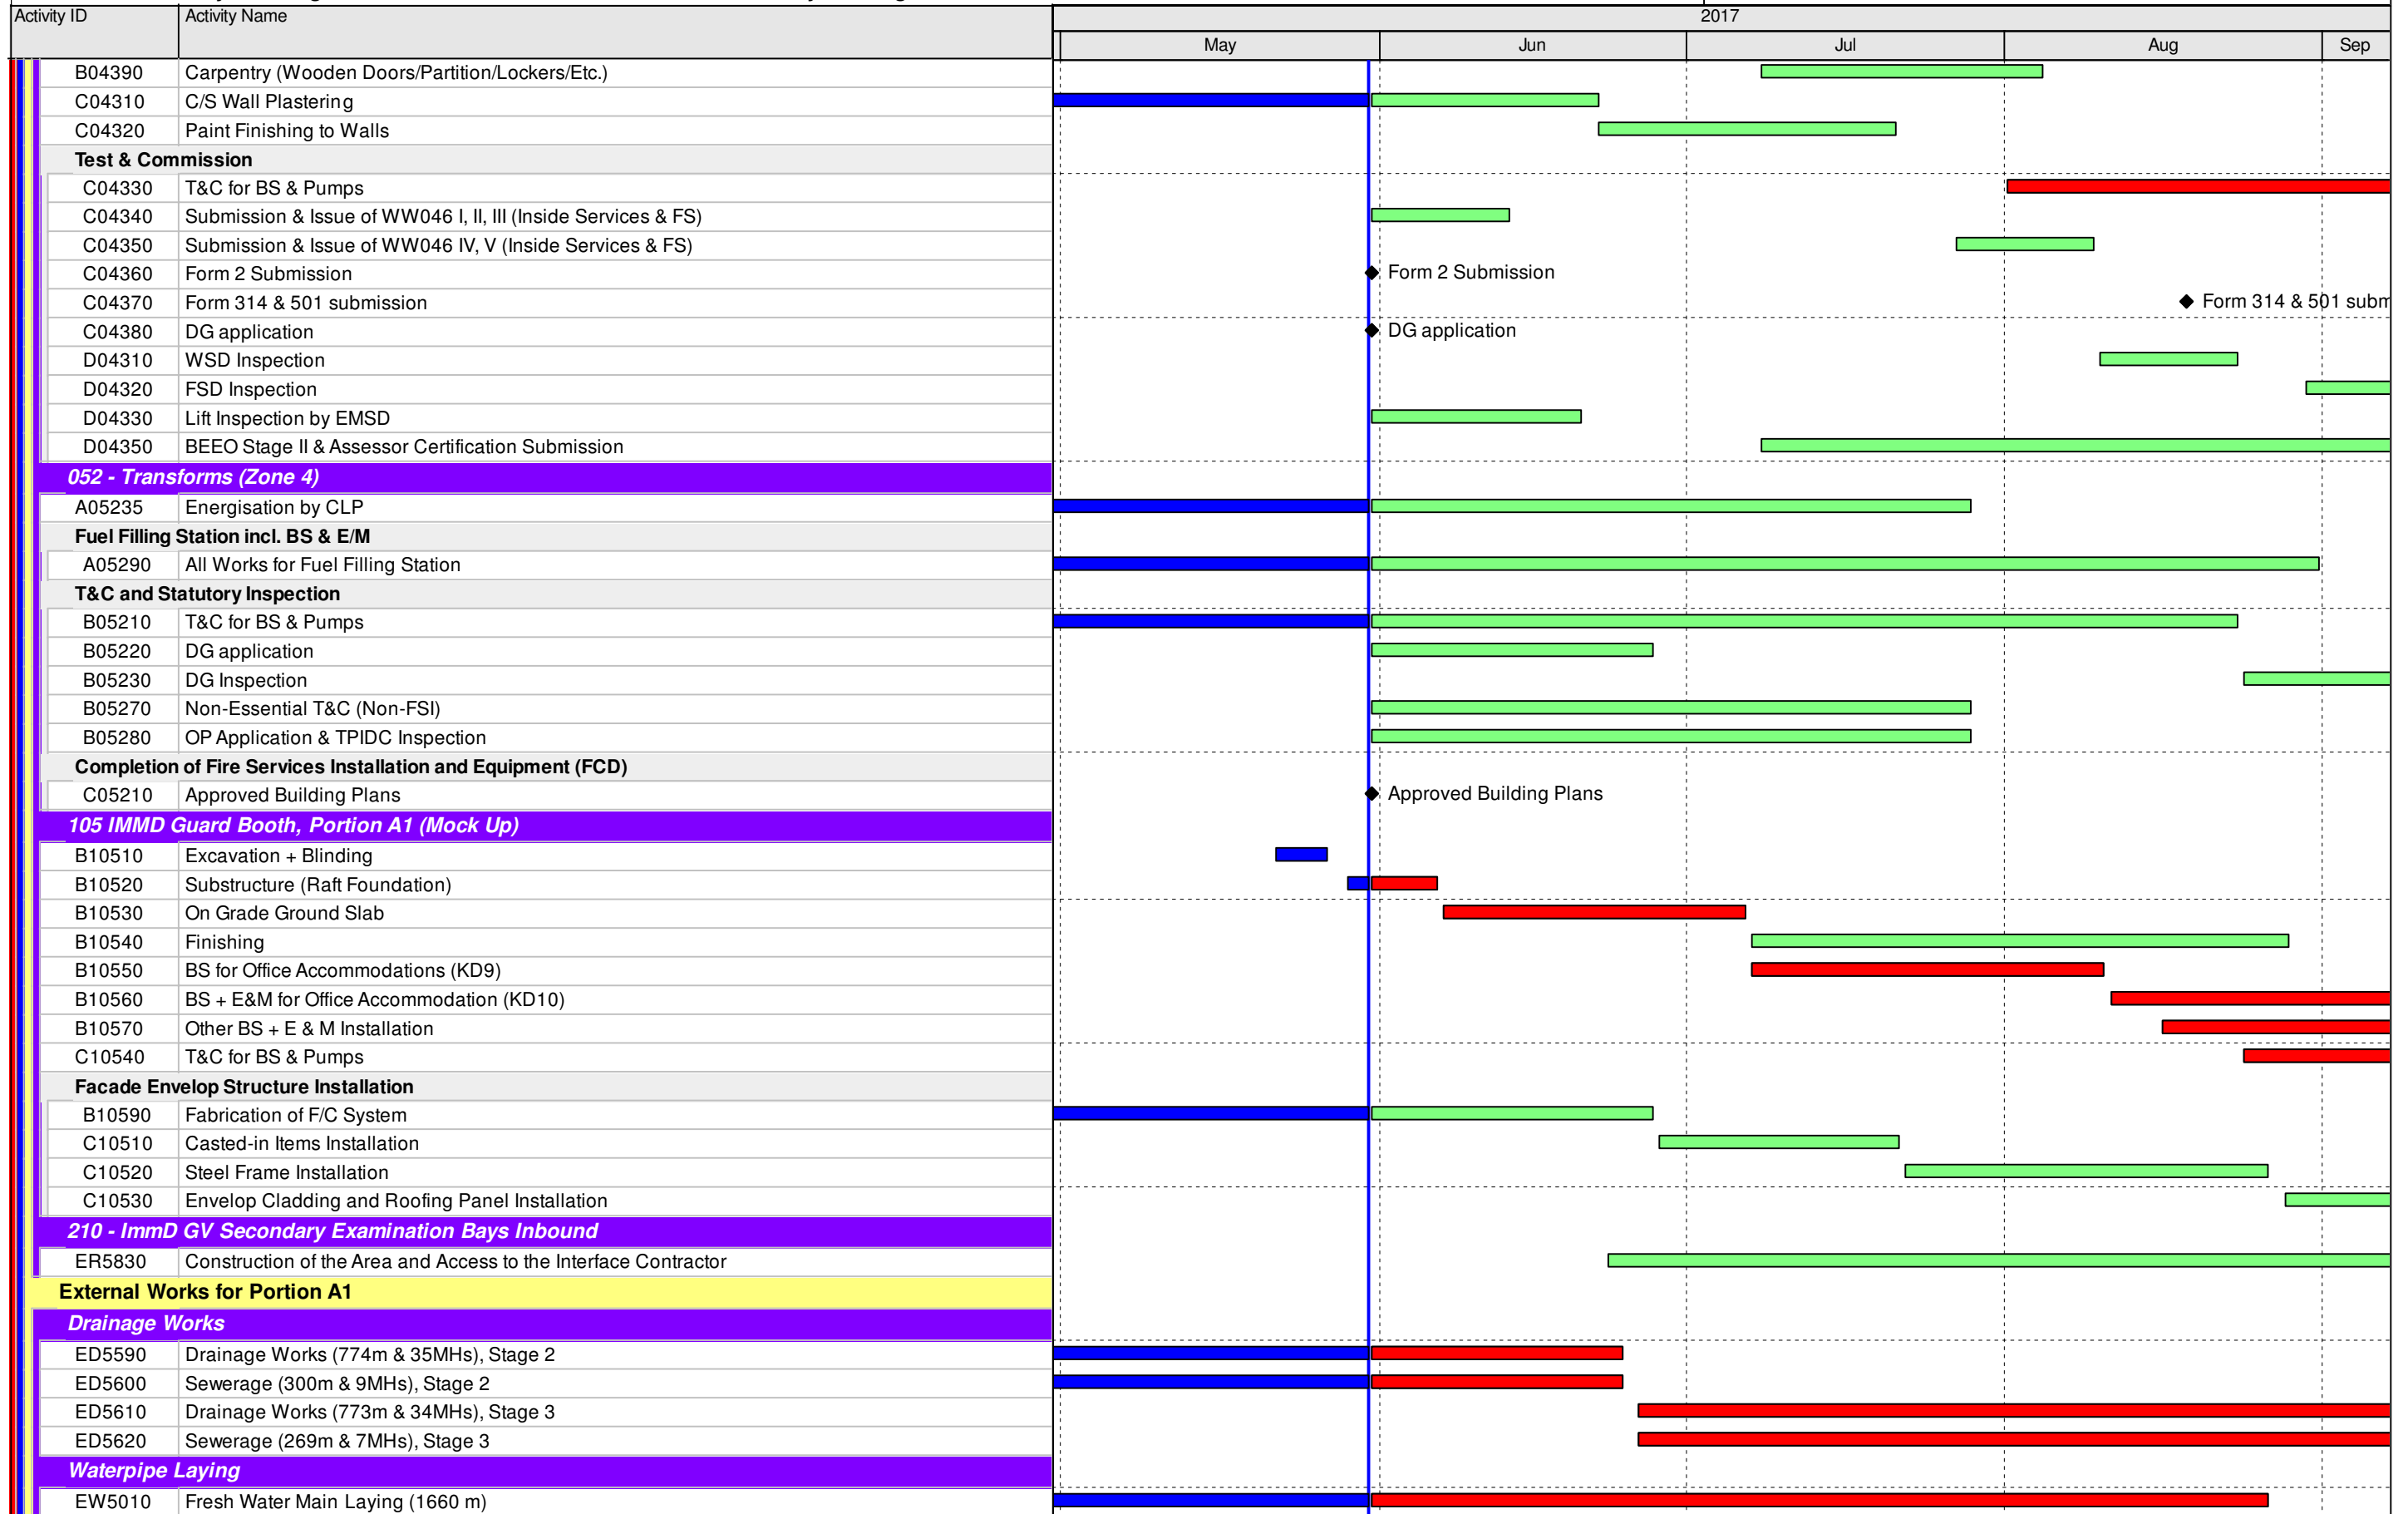 Activity ID Activity Name 2017
May Jun Jul Aug Sep
B04390 Carpentry (Wooden Doors/Partition/Lockers/Etc.)
C04310 C/S Wall Plastering
C04320 Paint Finishing to Walls
Test & Commission
C04330 T&C for BS & Pumps
C04340 Submission & Issue of WW046 I, II, III (Inside Services & FS)
C04350 Submission & Issue of WW046 IV, V (Inside Services & FS)
C04360 Form 2 Submission Form 2 Submission
C04370 Form 314 & 501 submission Form 314 & 501 subm
C04380 DG application DG application
D04310 WSD Inspection
D04320 FSD Inspection
D04330 Lift Inspection by EMSD
D04350 BEEO Stage II & Assessor Certification Submission
052 - Transforms (Zone 4)
A05235 Energisation by CLP
Fuel Filling Station incl. BS & E/M
A05290 All Works for Fuel Filling Station
T&C and Statutory Inspection
B05210 T&C for BS & Pumps
B05220 DG application
B05230 DG Inspection
B05270 Non-Essential T&C (Non-FSI)
B05280 OP Application & TPIDC Inspection
Completion of Fire Services Installation and Equipment (FCD)
C05210 Approved Building Plans Approved Building Plans
105 IMMD Guard Booth, Portion A1 (Mock Up)
B10510 Excavation + Blinding
B10520 Substructure (Raft Foundation)
B10530 On Grade Ground Slab
B10540 Finishing
B10550 BS for Office Accommodations (KD9)
B10560 BS + E&M for Office Accommodation (KD10)
B10570 Other BS + E & M Installation
C10540 T&C for BS & Pumps
Facade Envelop Structure Installation
B10590 Fabrication of F/C System
C10510 Casted-in Items Installation
C10520 Steel Frame Installation
C10530 Envelop Cladding and Roofing Panel Installation
210 - ImmD GV Secondary Examination Bays Inbound
ER5830 Construction of the Area and Access to the Interface Contractor
External Works for Portion A1
Drainage Works
ED5590 Drainage Works (774m & 35MHs), Stage 2
ED5600 Sewerage (300m & 9MHs), Stage 2
ED5610 Drainage Works (773m & 34MHs), Stage 3
ED5620 Sewerage (269m & 7MHs), Stage 3
Waterpipe Laying
EW5010 Fresh Water Main Laying (1660 m)